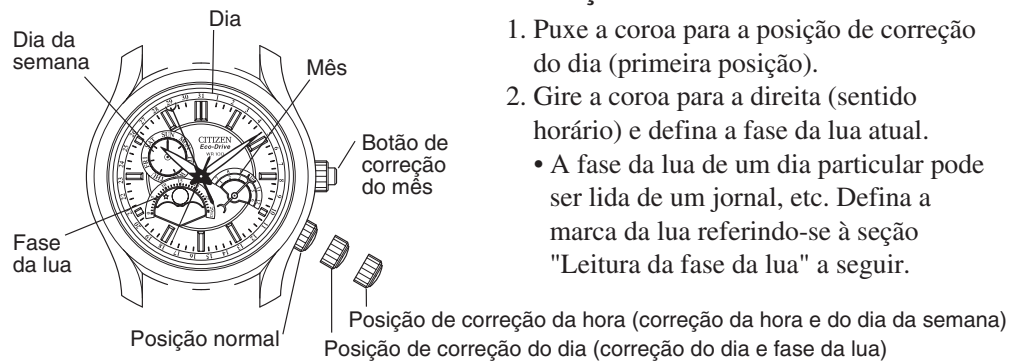 Dia
Dia da
semana
Mês
CITIZEN
Eco-Drive
Botão de
correção
do mês
Fase
da lua
Posição normal
Posição de correção da hora (correção da hora e do dia da semana)
Posição de correção do dia (correção do dia e fase da lua)
1. Puxe a coroa para a posição de correção
do dia (primeira posição).
2. Gire a coroa para a direita (sentido
horário) e defina a fase da lua atual.
• A fase da lua de um dia particular pode
ser lida de um jornal, etc. Defina a
marca da lua referindo-se à seção
"Leitura da fase da lua" a seguir.